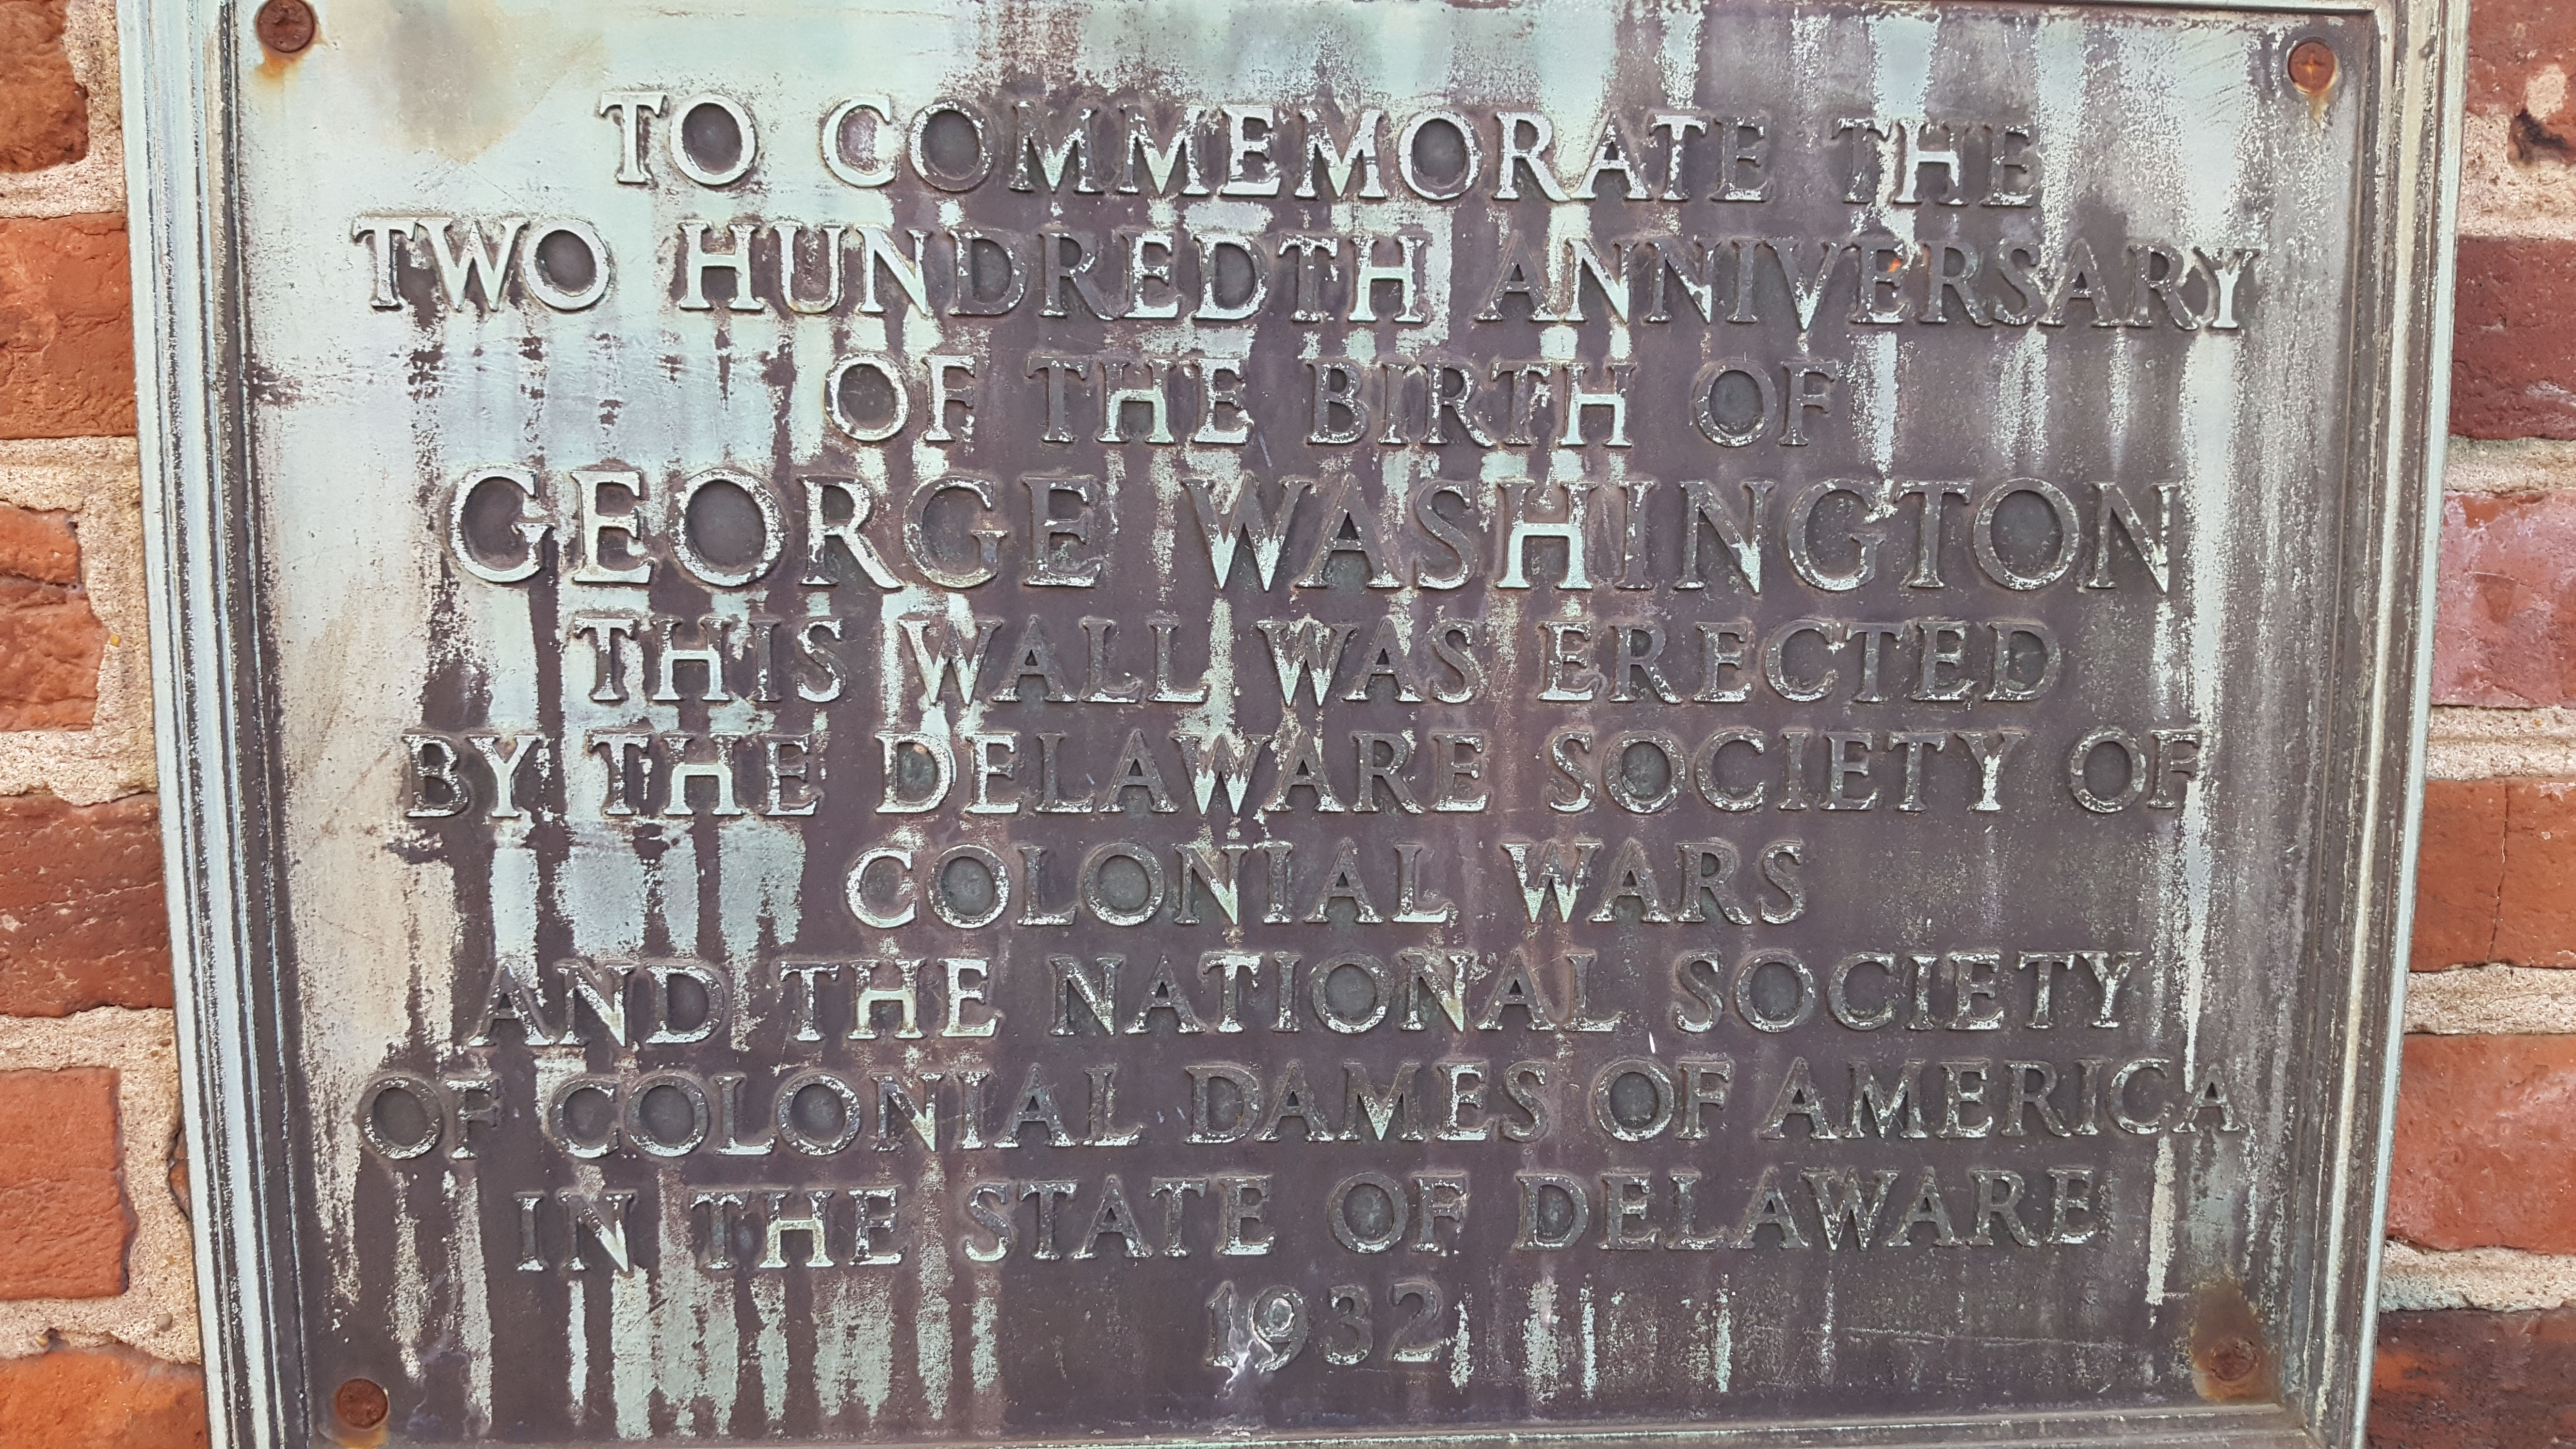 TO COMMEMORATE THE
TWO HUNDREDTH ANNIVERSARY
OF THE BIRTH OF
GEORGE WASHINGTON
THIS WALL WAS ERECTED
BY THE DELAWARE SOCIETY OF
COLONIAL WARS
AND THE NATIONAL SOCIETY
OF COLONIAL DAMES OF AMERICA
IN THE STATE OF DELAWARE
1932